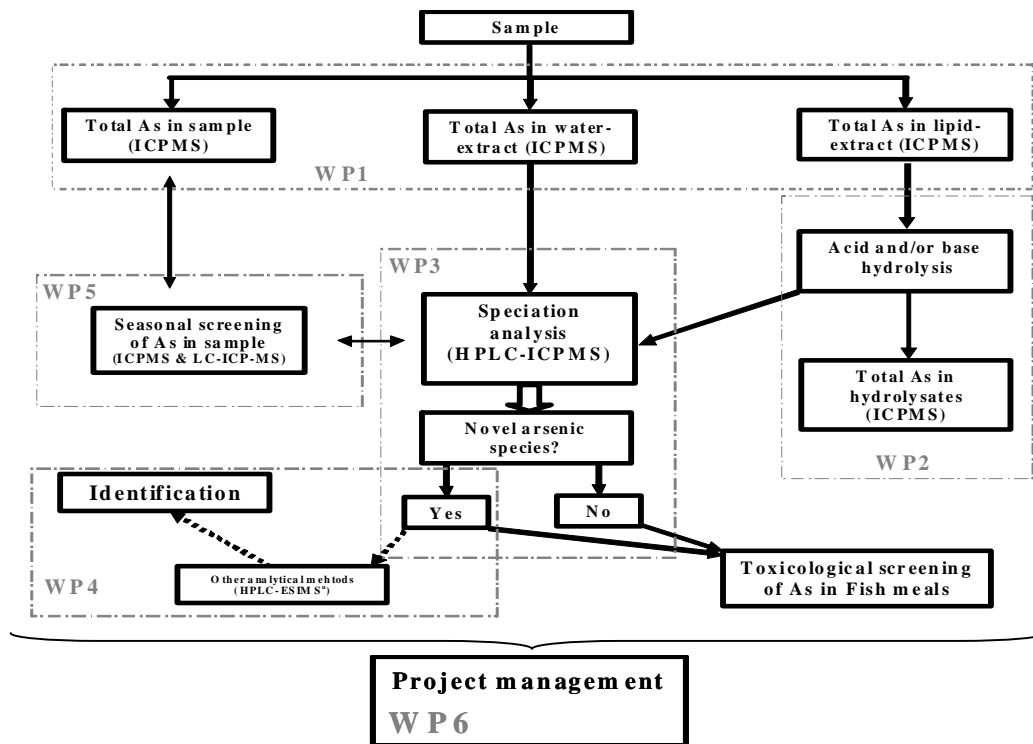 Sample
Total As in sample
(ICPMS)
Total As in water-
extract (ICPMS)
Total As in lipid-
extract (ICPMS)
WP1
Acid and/or base
hydrolysis
WP3
WP5
Seasonal screening
of As in sample
(ICPMS & LC-ICP-MS)
Speciation
analysis
(HPLC-ICPMS)
Total As in
hydrolysates
(ICPMS)
Novel arsenic
species?
WP2
Identification
Yes
No
Other analytical mehtods
(HPLC-ESIMSⁿ)
WP4
Toxicological screening
of As in Fish meals
Project management
WP6